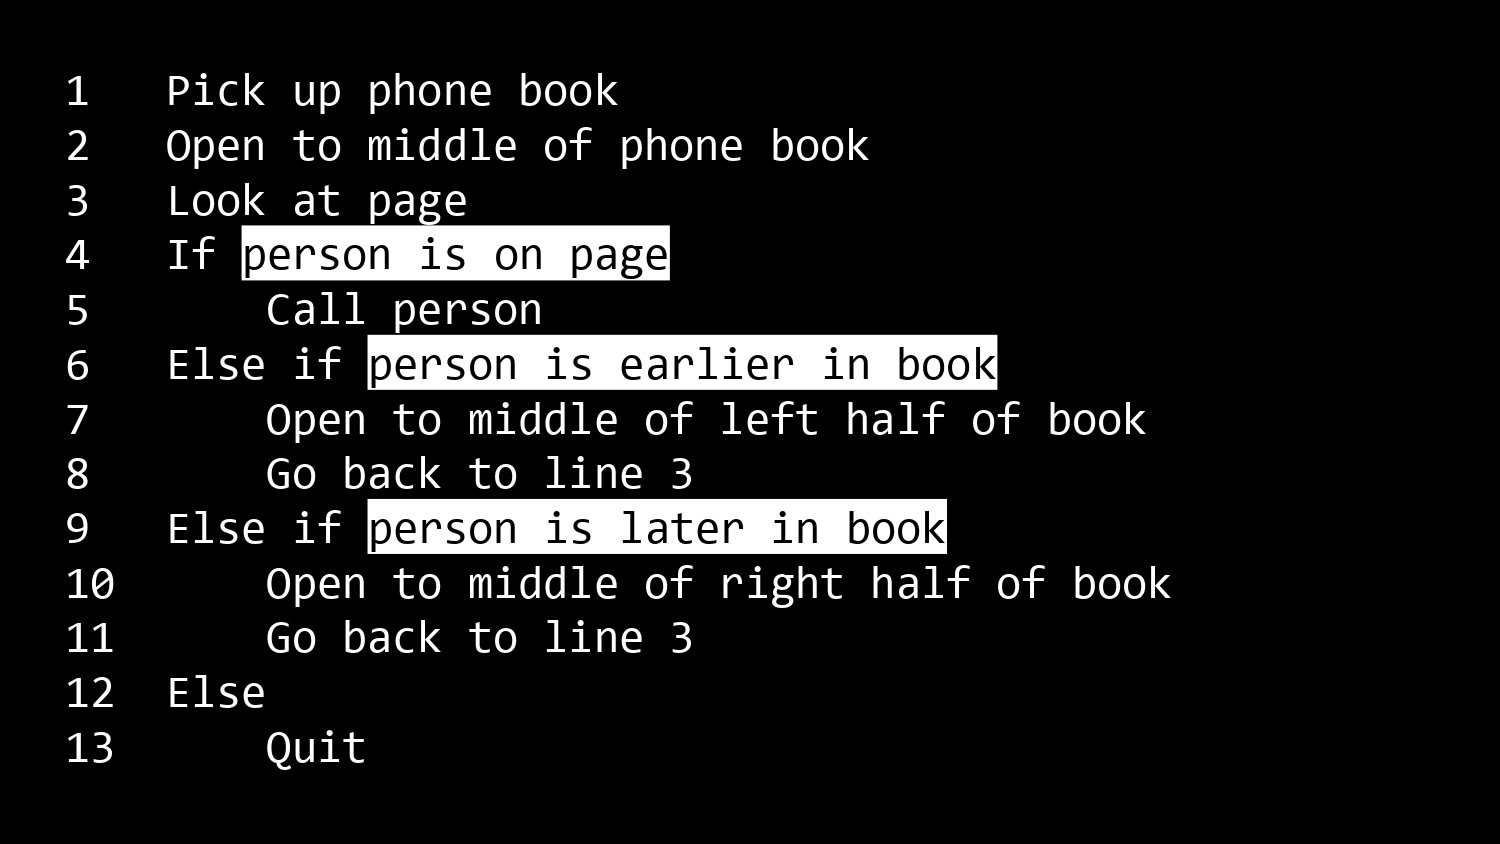 1 Pick up phone book
2 Open to middle of phone book
3 Look at page
4 If person is on page
5 Call person
6 Else if person is earlier in book
7 Open to middle of left half of book
8 Go back to line 3
9 Else if person is later in book
10 Open to middle of right half of book
11 Go back to line 3
12 Else
13 Quit